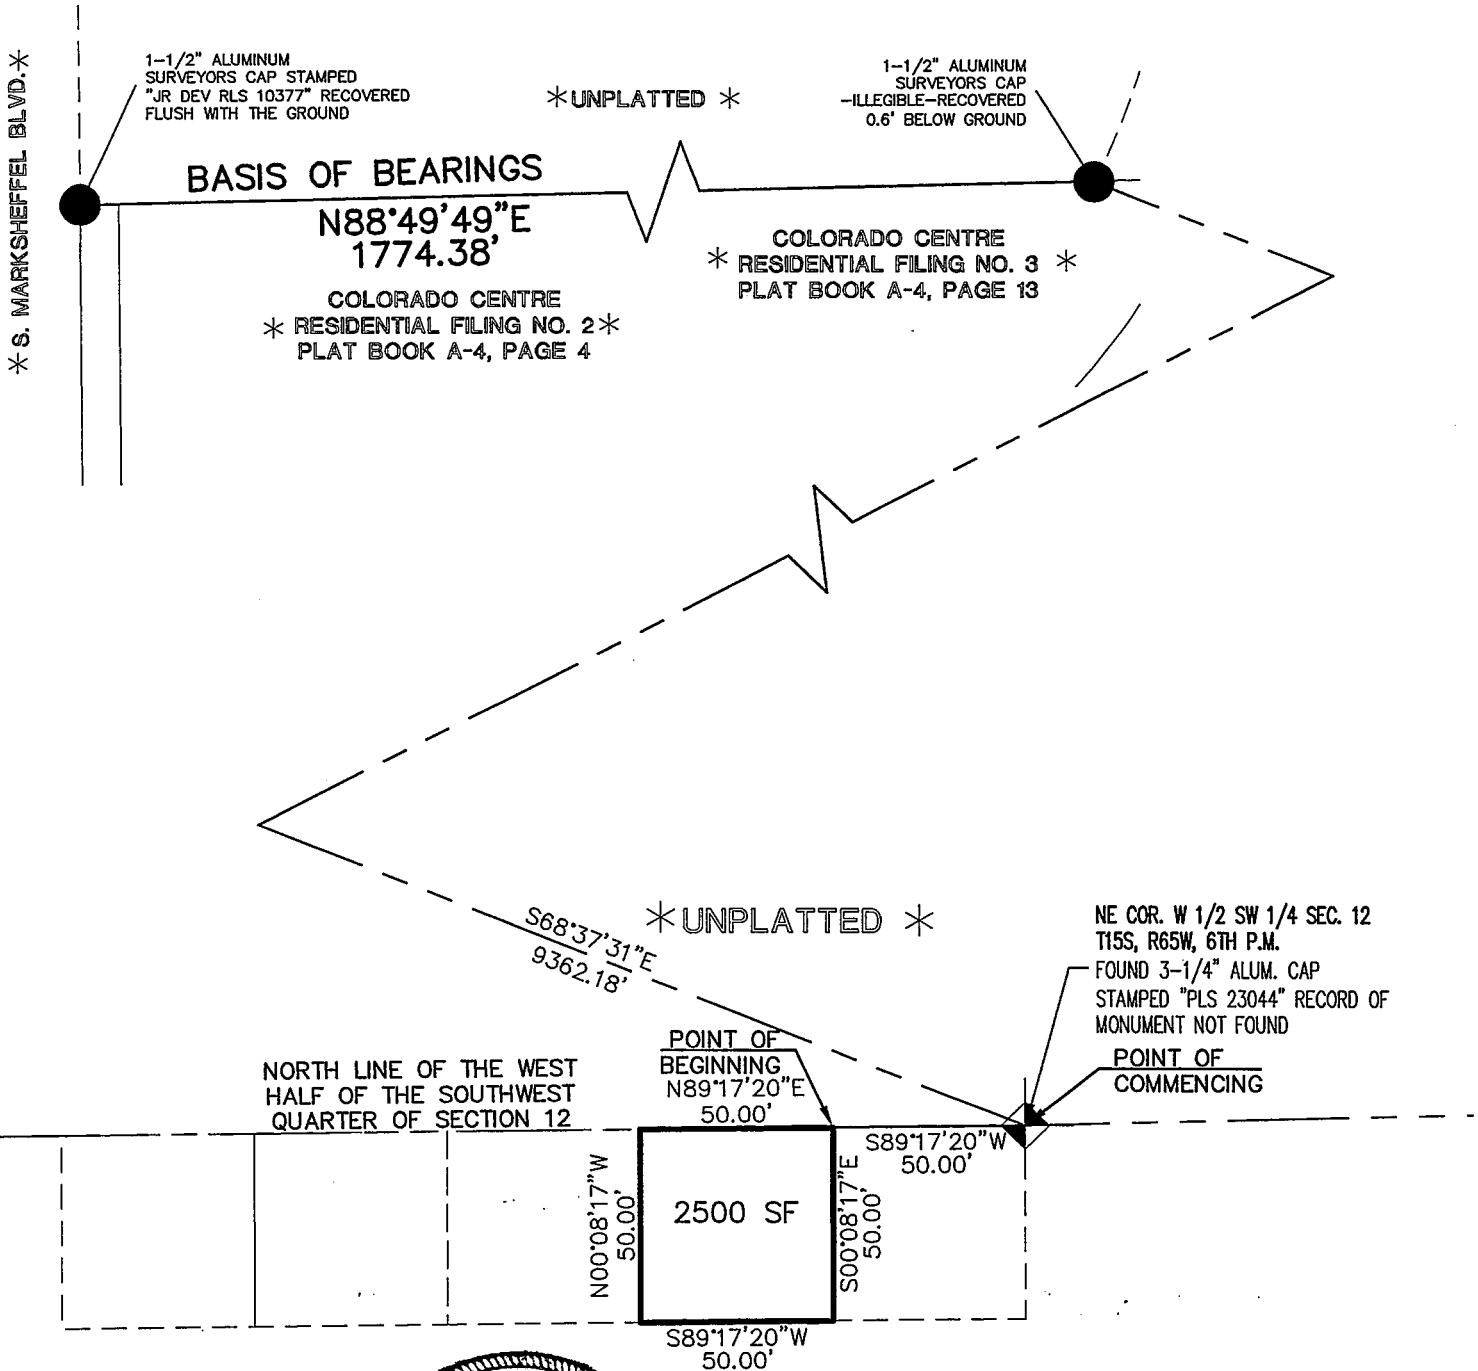 *S. MARKSHEFFEL BLVD.*
1-1/2" ALUMINUM
SURVEYORS CAP STAMPED
"JR DEV RLS 10377" RECOVERED
FLUSH WITH THE GROUND
*UNPLATTED *
1-1/2" ALUMINUM
SURVEYORS CAP
-ILLEGIBLE-RECOVERED
0.6' BELOW GROUND
BASIS OF BEARINGS
N88°49'49"E
1774.38'
COLORADO CENTRE
* RESIDENTIAL FILING NO. 3 *
PLAT BOOK A-4, PAGE 13
COLORADO CENTRE
* RESIDENTIAL FILING NO. 2*
PLAT BOOK A-4, PAGE 4
S68°37'31"E
9362.18'
*UNPLATTED *
NE COR. W 1/2 SW 1/4 SEC. 12
T15S, R65W, 6TH P.M.
FOUND 3-1/4" ALUM. CAP
STAMPED "PLS 23044" RECORD OF
MONUMENT NOT FOUND
POINT OF
COMMENCING
POINT OF
BEGINNING
N89°17'20"E
50.00'
NORTH LINE OF THE WEST
HALF OF THE SOUTHWEST
QUARTER OF SECTION 12
S89°17'20"W
50.00'
N00°08'17"W
50.00'
2500 SF
S00°08'17"E
50.00'
S89°17'20"W
50.00'